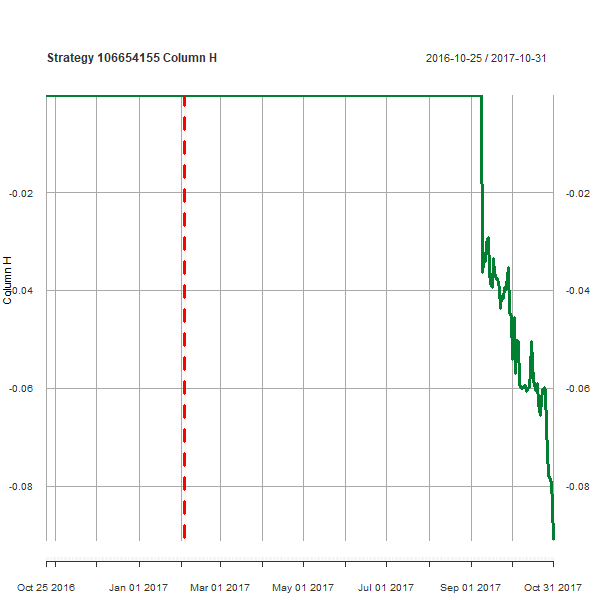 Strategy 106654155 Column H
2016-10-25 / 2017-10-31
Column H
-0.02
-0.02
-0.04
-0.04
-0.06
-0.06
-0.08
-0.08
Oct 25 2016
Jan 01 2017
Mar 01 2017
May 01 2017
Jul 01 2017
Sep 01 2017
Oct 31 2017